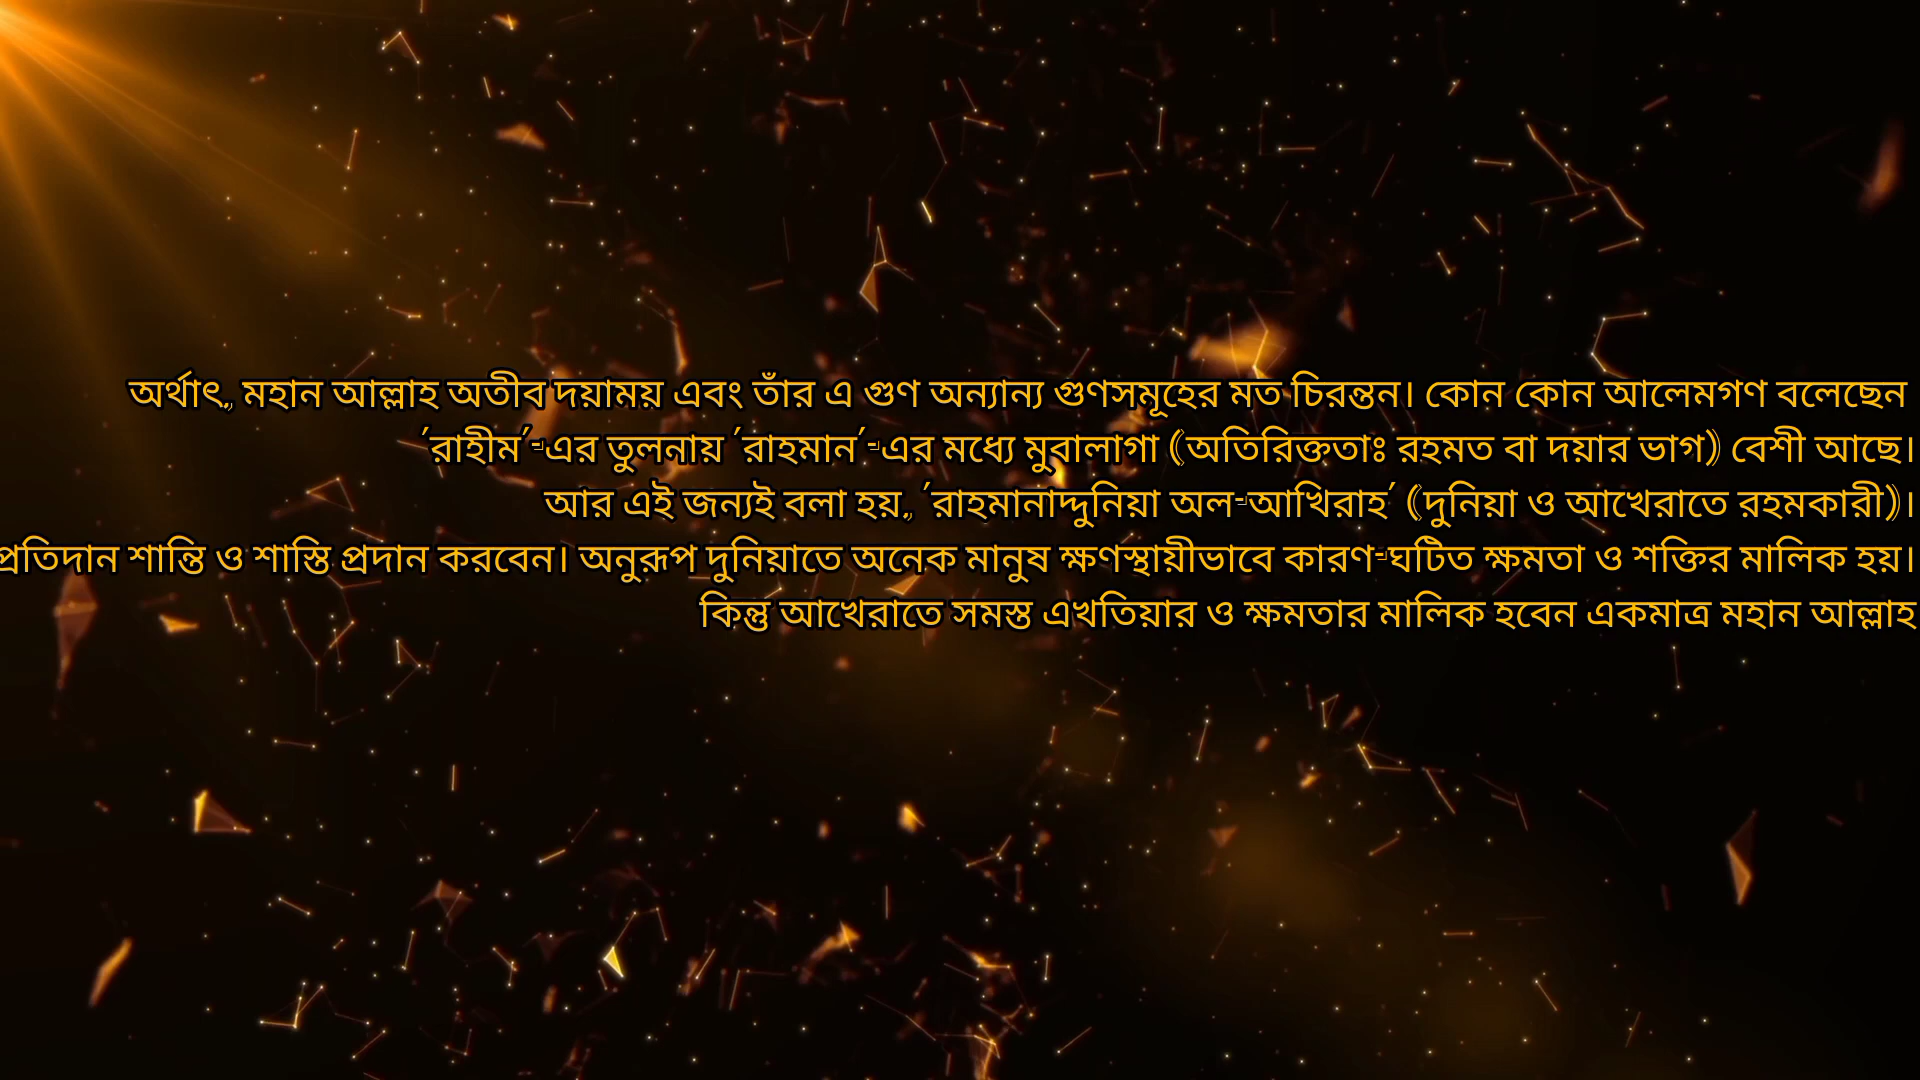 অর্থাৎ, মহান আল্লাহ অতীব দয়াময় এবং তাঁর এ গুণ অন্যান্য গুণসমূহের মত চিরন্তন। কোন কোন আলেমগণ বলেছেন
'রাহীম'-এর তুলনায় 'রাহমান'-এর মধ্যে মুবালাগা (অতিরিক্ততাঃ রহমত বা দয়ার ভাগ) বেশী আছে।
আর এই জন্যই বলা হয়, 'রাহমানাদ্দুনিয়া অল-আখিরাহ' (দুনিয়া ও আখেরাতে রহমকারী)।
প্রতিদান শান্তি ও শাস্তি প্রদান করবেন। অনুরূপ দুনিয়াতে অনেক মানুষ ক্ষণস্থায়ীভাবে কারণ-ঘটিত ক্ষমতা ও শক্তির মালিক হয়।
কিন্তু আখেরাতে সমস্ত এখতিয়ার ও ক্ষমতার মালিক হবেন একমাত্র মহান আল্লাহ